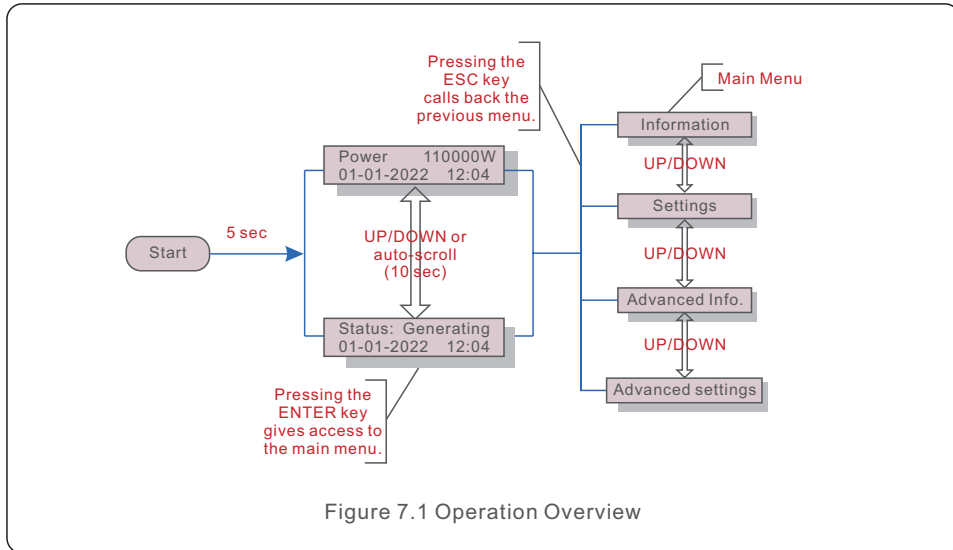 Pressing the
ESC key
calls back the
previous menu.
Main Menu
Information
UP/DOWN
Settings
UP/DOWN
Advanced Info.
UP/DOWN
Advanced settings
Power 110000W
01-01-2022 12:04
5 sec
Start
UP/DOWN or
auto-scroll
(10 sec)
Status: Generating
01-01-2022 12:04
Pressing the
ENTER key
gives access to
the main menu.
Figure 7.1 Operation Overview